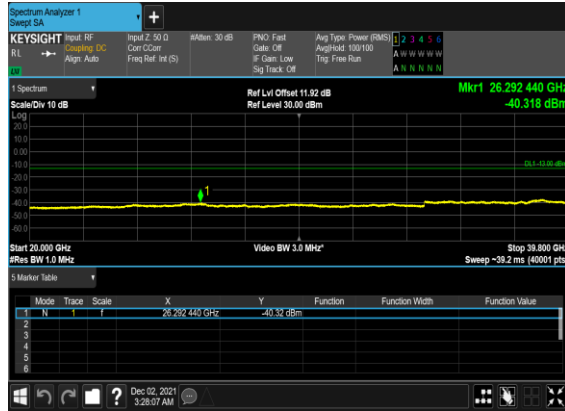 Spectrum Analyzer 1
Swept SA
+
KEYSIGHT
RL
Input: RF
Coupling: DC
Align: Auto
Input Z: 50 Ω
Corr CCorr
Freq Ref: Int (S)
#Atten: 30 dB
PNO: Fast
Gate: Off
IF Gain: Low
Sig Track: Off
Avg Type: Power (RMS)
Avg|Hold: 100/100
Trig: Free Run
1 2 3 4 5 6
A W W W W W
A N N N N N
1 Spectrum
Scale/Div 10 dB
Ref Lvl Offset 11.92 dB
Ref Level 30.00 dBm
Mkr1 26.292 440 GHz
-40.318 dBm
Log
20.0
10.0
0.00
-10.0
-20.0
-30.0
-40.0
-50.0
-60.0
DL1 -13.00 dBm
1
Start 20.000 GHz
#Res BW 1.0 MHz
Video BW 3.0 MHz*
Stop 39.800 GHz
Sweep ~39.2 ms (40001 pts)
5 Marker Table
Mode Trace Scale X Y Function Function Width Function Value
1 N 1 f 26.292 440 GHz -40.32 dBm
2
3
4
5
6
?
Dec 02, 2021
3:28:07 AM